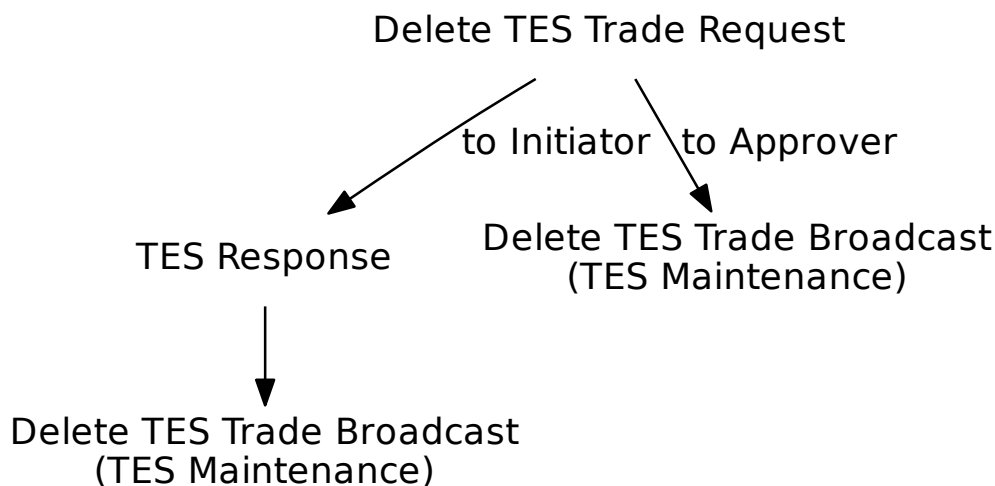 Delete TES Trade Request
to Initiator
to Approver
TES Response
Delete TES Trade Broadcast
(TES Maintenance)
Delete TES Trade Broadcast
(TES Maintenance)